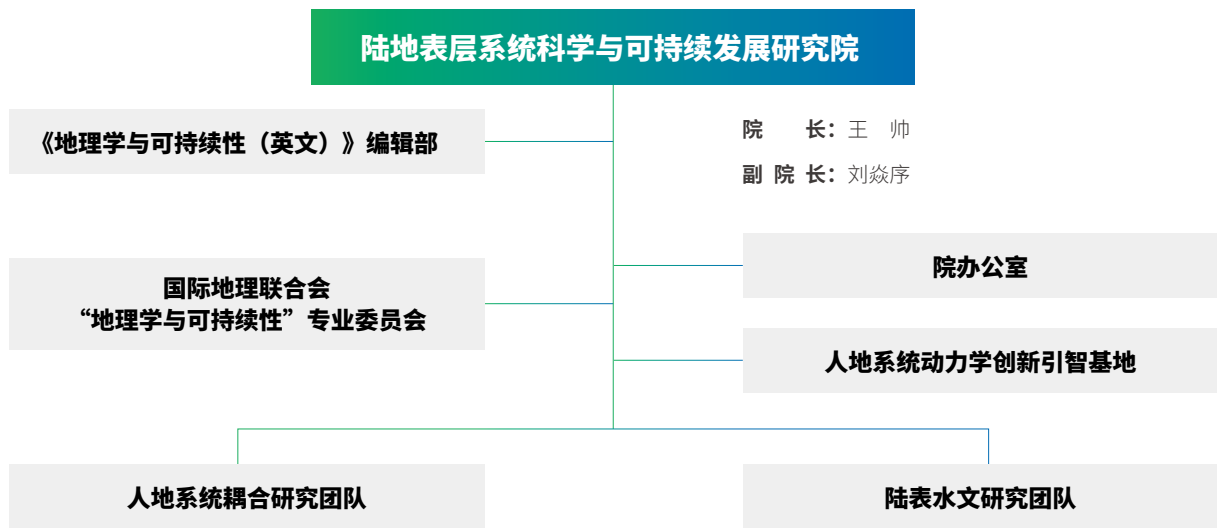 陆地表层系统科学与可持续发展研究院
《地理学与可持续性（英文）》编辑部
院　　长：王　帅
副 院 长：刘焱序
院办公室
国际地理联合会
“地理学与可持续性”专业委员会
人地系统动力学创新引智基地
人地系统耦合研究团队
陆表水文研究团队